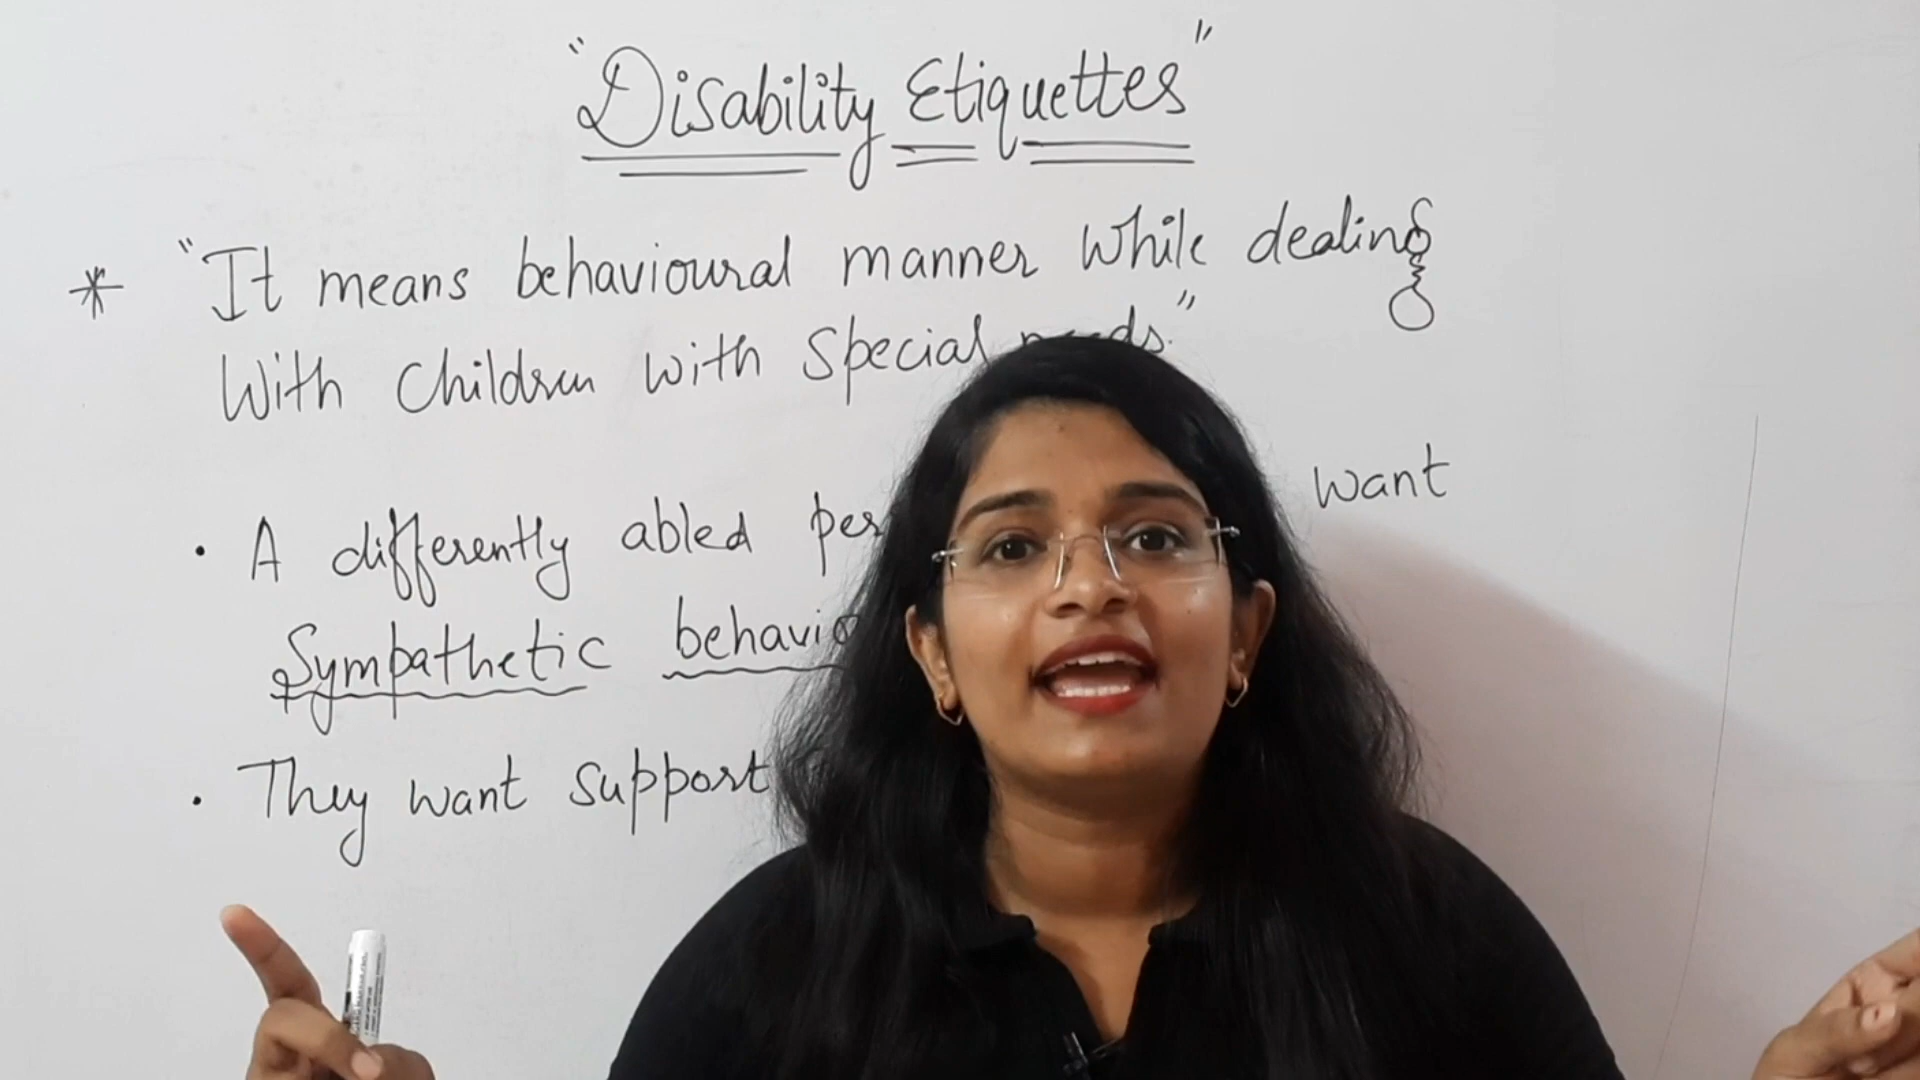 "Disability Etiquettes"
* "It means behavioural manner while dealing
With Children with Special needs."
• A differently abled want
Sympathetic
• They want support